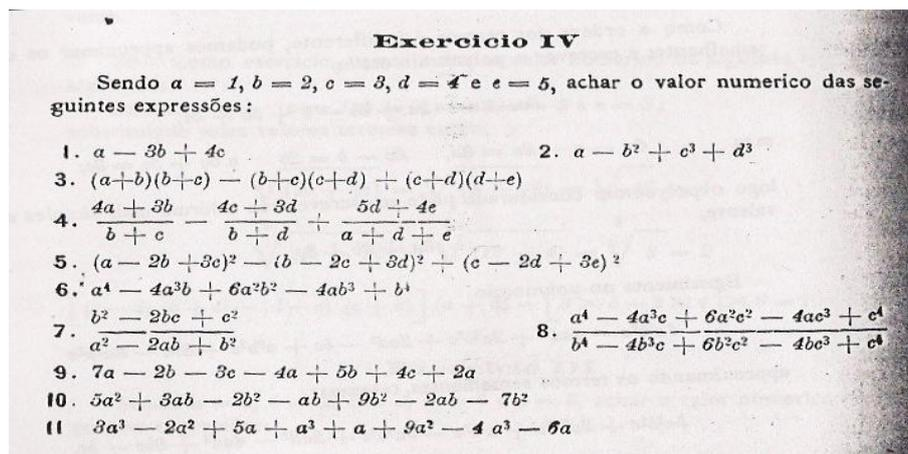 Exercicio IV
Sendo a = 1, b = 2, c = 3, d = 4 e e = 5, achar o valor numerico das se-
guintes expressões:
1. a — 3b + 4c 2. a — b² + c³ + d³
3. (a+b)(b+c) — (b+c)(c+d) + (c+d)(d+e)
4. (4a + 3b)/(b + c) — (4c + 3d)/(b + d) + (5d + 4e)/(a + d + e)
5. (a — 2b + 3c)² — (b — 2c + 3d)² + (c — 2d + 3e)²
6. a⁴ — 4a³b + 6a²b² — 4ab³ + b⁴
7. (b² — 2bc + c²)/(a² — 2ab + b²) 8. (a⁴ — 4a³c + 6a²c² — 4ac³ + c⁴)/(b⁴ — 4b³c + 6b²c² — 4bc³ + c⁴)
9. 7a — 2b — 3c — 4a + 5b + 4c + 2a
10. 5a² + 3ab — 2b² — ab + 9b² — 2ab — 7b²
11 3a³ — 2a² + 5a + a³ + a + 9a² — 4 a³ — 6a